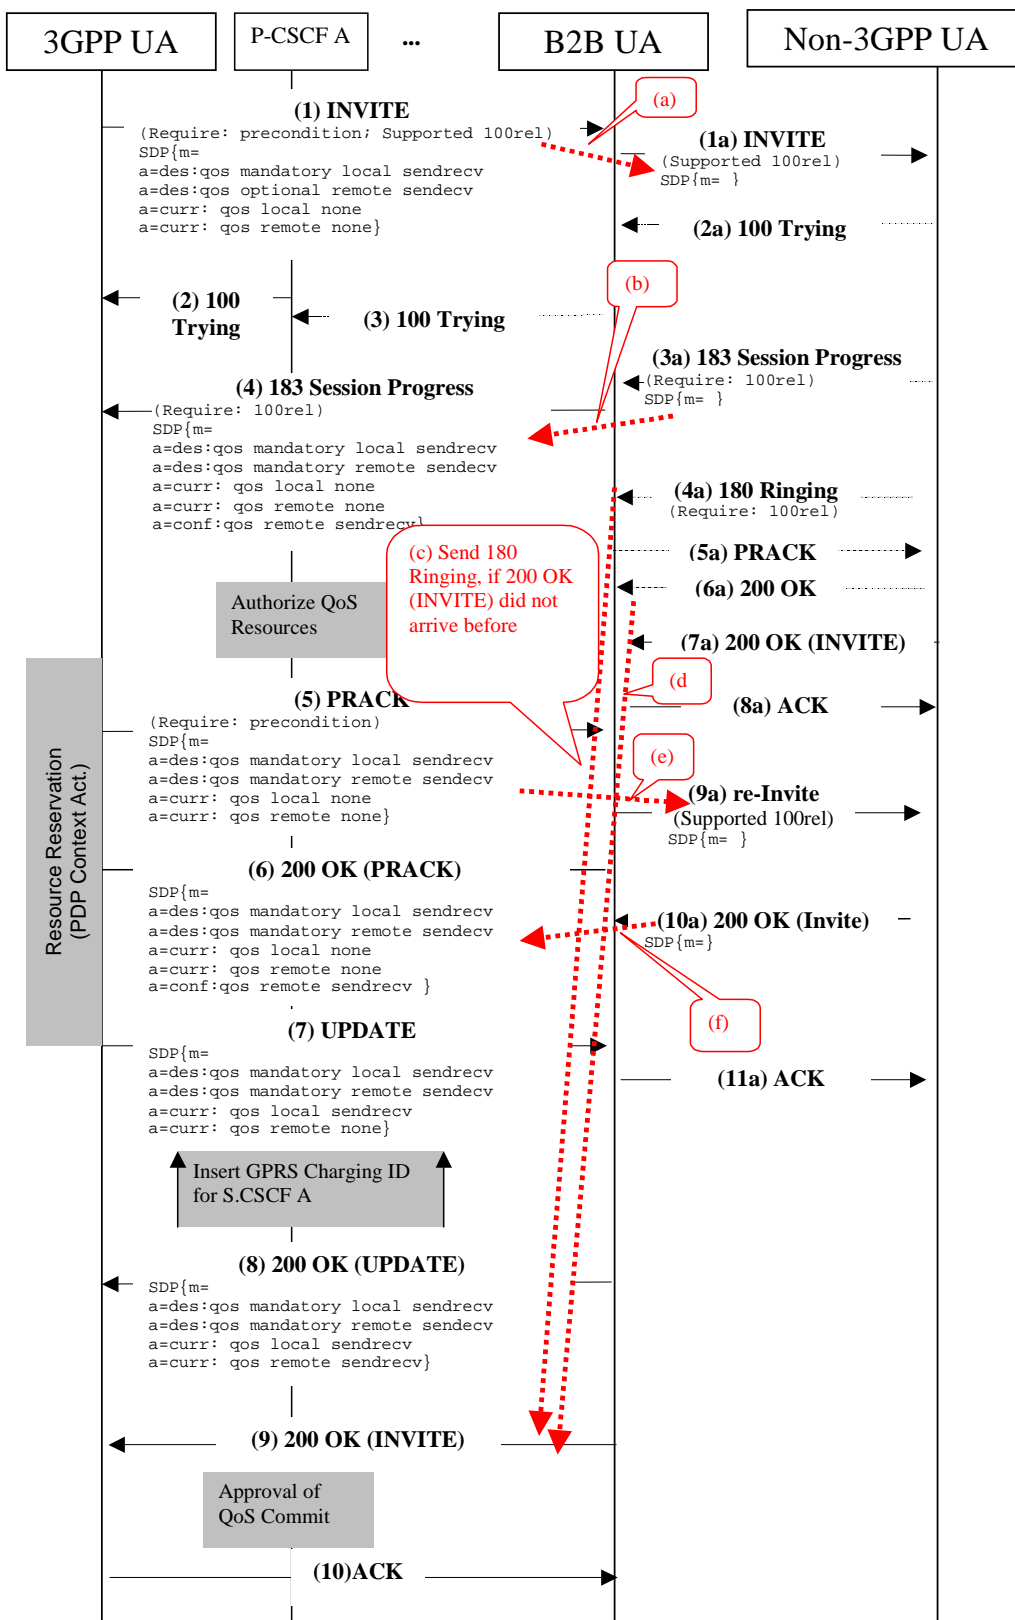 3GPP UA
P-CSCF A
...
B2B UA
Non-3GPP UA
(a)
(1) INVITE
(Require: precondition; Supported 100rel)
SDP{m=
a=des:qos mandatory local sendrecv
a=des:qos optional remote sendecv
a=curr: qos local none
a=curr: qos remote none}
(1a) INVITE
(Supported 100rel)
SDP{m= }
(2a) 100 Trying
(b)
(2) 100
Trying
(3) 100 Trying
(3a) 183 Session Progress
(Require: 100rel)
SDP{m= }
(4) 183 Session Progress
(Require: 100rel)
SDP{m=
a=des:qos mandatory local sendrecv
a=des:qos mandatory remote sendecv
a=curr: qos local none
a=curr: qos remote none
a=conf:qos remote sendrecv}
(4a) 180 Ringing
(Require: 100rel)
(c) Send 180
Ringing, if 200 OK
(INVITE) did not
arrive before
(5a) PRACK
(6a) 200 OK
Authorize QoS
Resources
(7a) 200 OK (INVITE)
(d
(8a) ACK
Resource Reservation
(PDP Context Act.)
(5) PRACK
(Require: precondition)
SDP{m=
a=des:qos mandatory local sendrecv
a=des:qos mandatory remote sendecv
a=curr: qos local none
a=curr: qos remote none}
(e)
(9a) re-Invite
(Supported 100rel)
SDP{m= }
(6) 200 OK (PRACK)
SDP{m=
a=des:qos mandatory local sendrecv
a=des:qos mandatory remote sendecv
a=curr: qos local none
a=curr: qos remote none
a=conf:qos remote sendrecv }
(10a) 200 OK (Invite)
SDP{m=}
(f)
(7) UPDATE
SDP{m=
a=des:qos mandatory local sendrecv
a=des:qos mandatory remote sendecv
a=curr: qos local sendrecv
a=curr: qos remote none}
(11a) ACK
Insert GPRS Charging ID
for S.CSCF A
(8) 200 OK (UPDATE)
SDP{m=
a=des:qos mandatory local sendrecv
a=des:qos mandatory remote sendecv
a=curr: qos local sendrecv
a=curr: qos remote sendrecv}
(9) 200 OK (INVITE)
Approval of
QoS Commit
(10)ACK